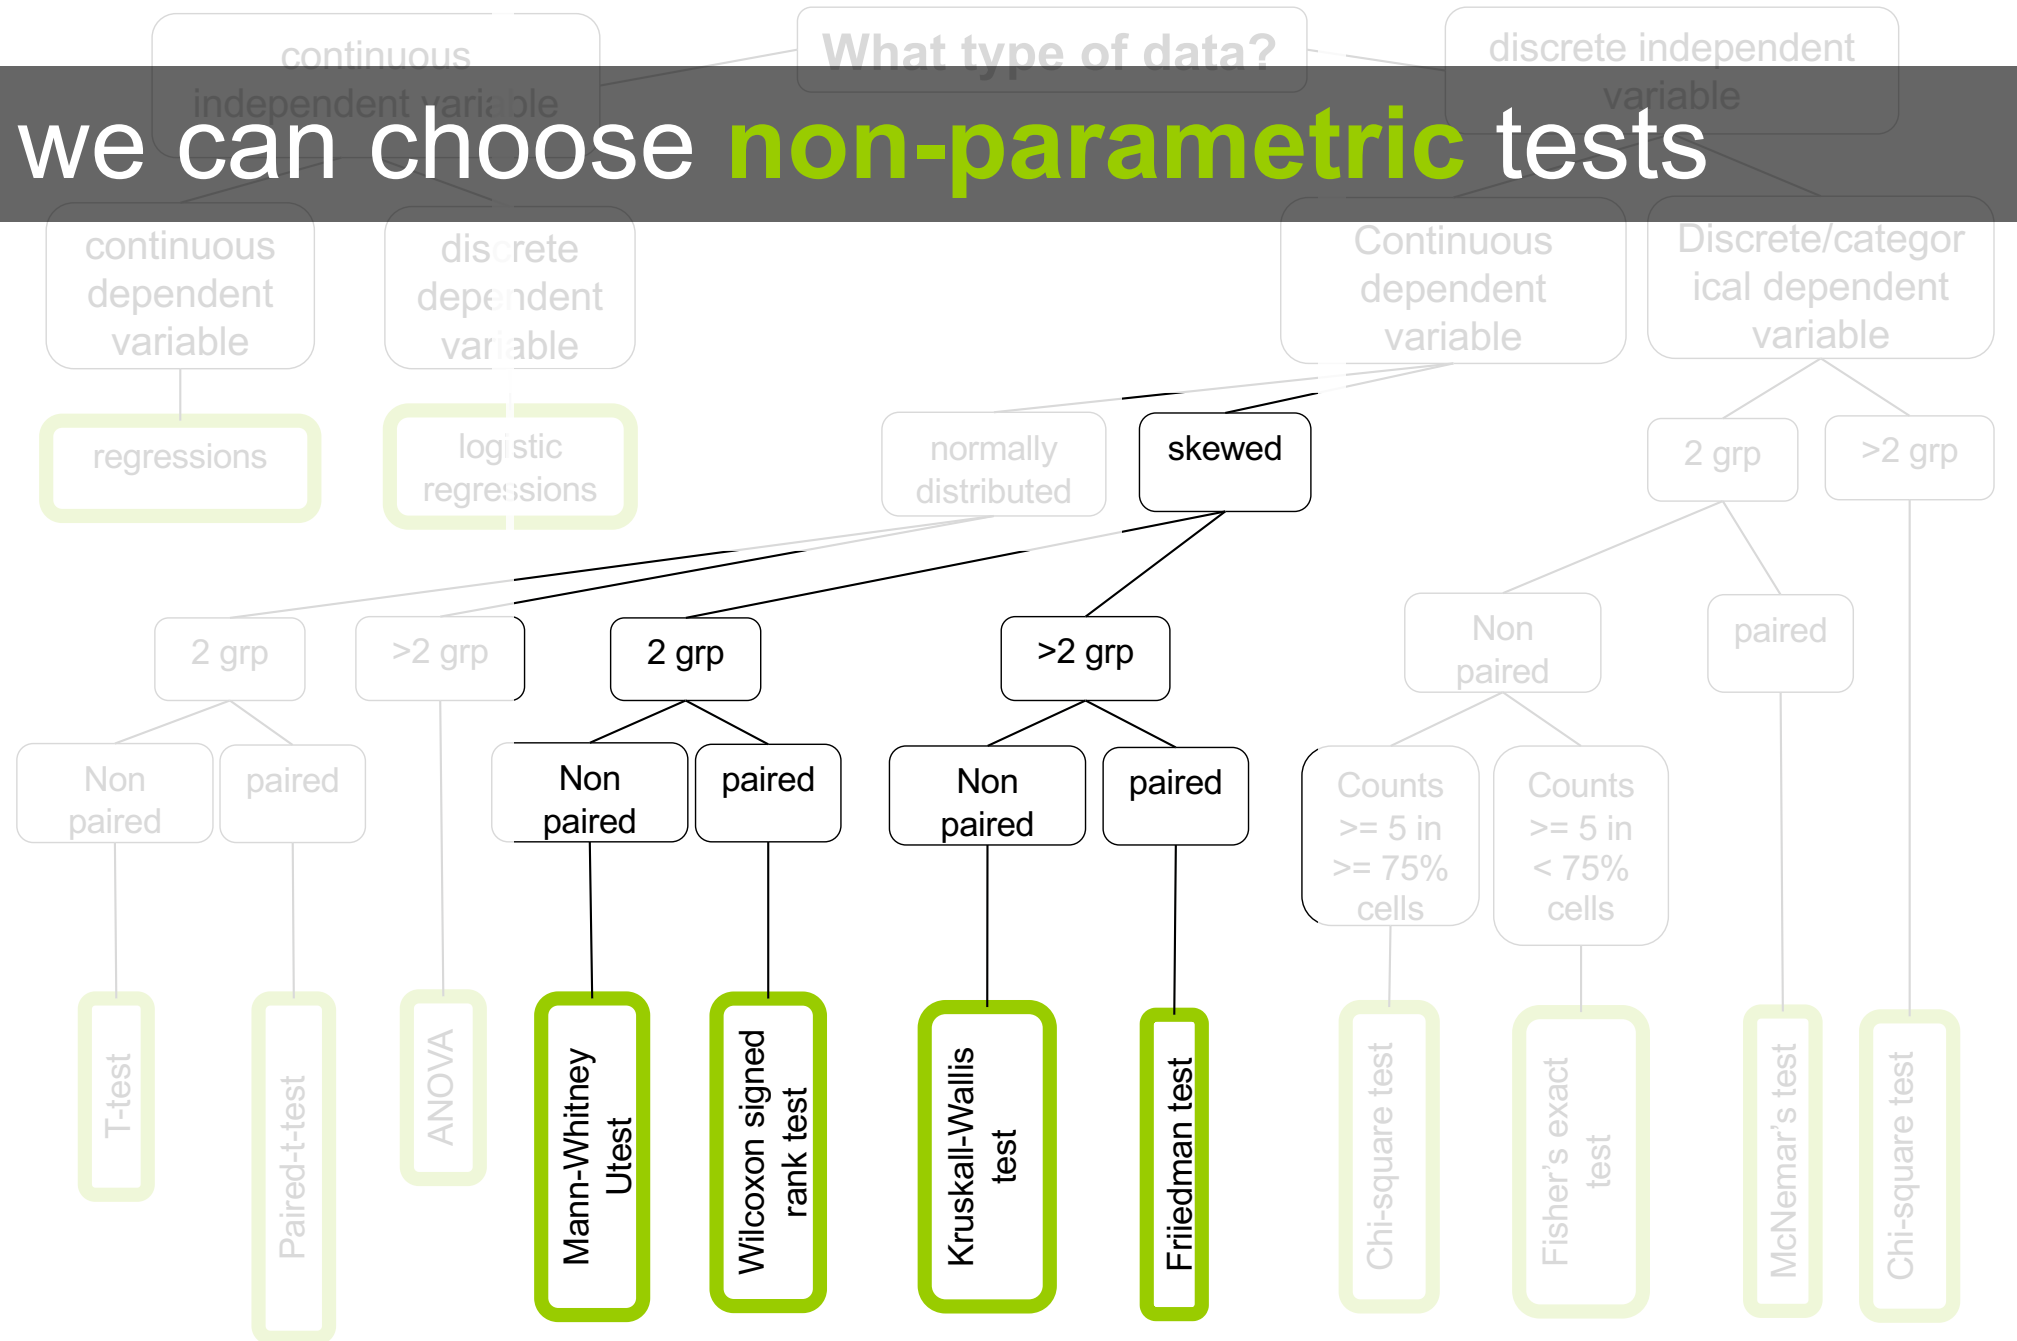 What type of data?
continuous
independent variable
discrete independent
variable
we can choose non-parametric tests
continuous
dependent
variable
discrete
dependent
variable
Continuous
dependent
variable
Discrete/categor
ical dependent
variable
regressions
logistic
regressions
normally
distributed
skewed
2 grp
>2 grp
2 grp
>2 grp
2 grp
>2 grp
Non
paired
paired
Non
paired
paired
Non
paired
paired
Non
paired
paired
Counts
>= 5 in
>= 75%
cells
Counts
>= 5 in
< 75%
cells
T-test
Paired-t-test
ANOVA
Mann-Whitney
Utest
Wilcoxon signed
rank test
Kruskall-Wallis
test
Friiedman test
Chi-square test
Fisher’s exact
test
McNemar’s test
Chi-square test